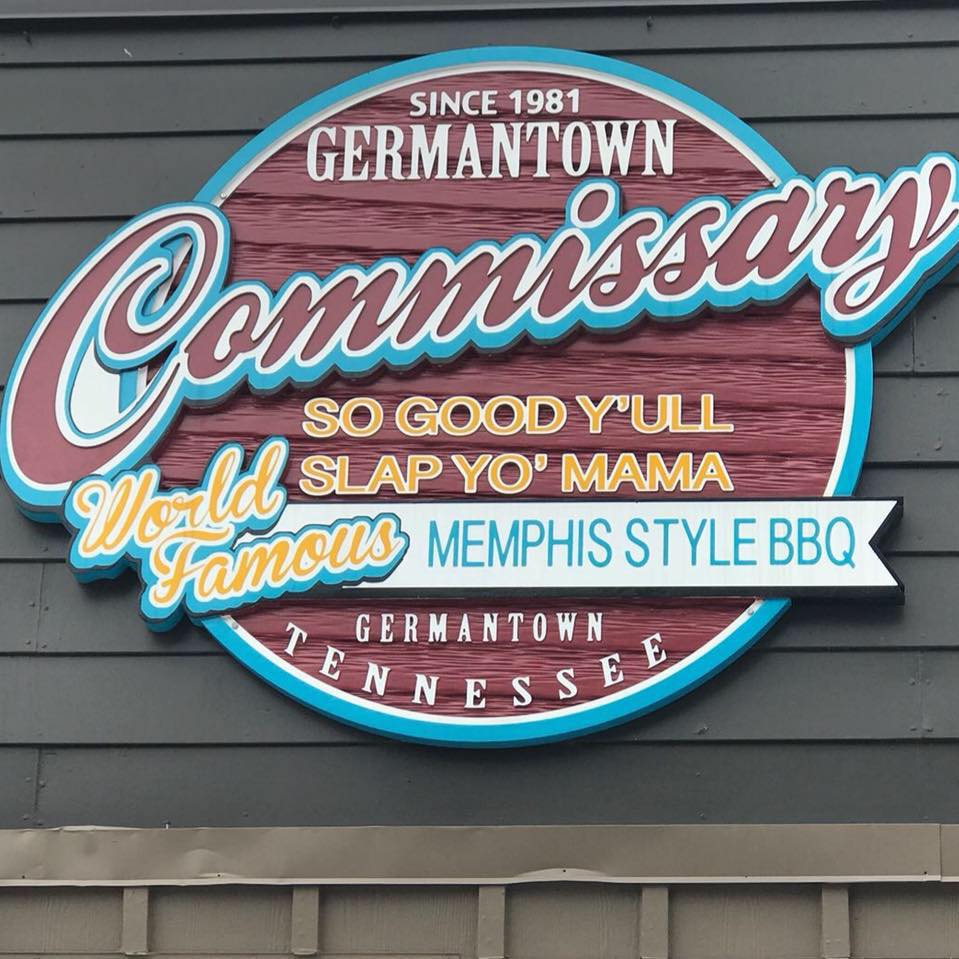 SINCE 1981
GERMANTOWN
Commissary
SO GOOD Y'ULL
SLAP YO' MAMA
World
Famous
MEMPHIS STYLE BBQ
GERMANTOWN
TENNESSEE